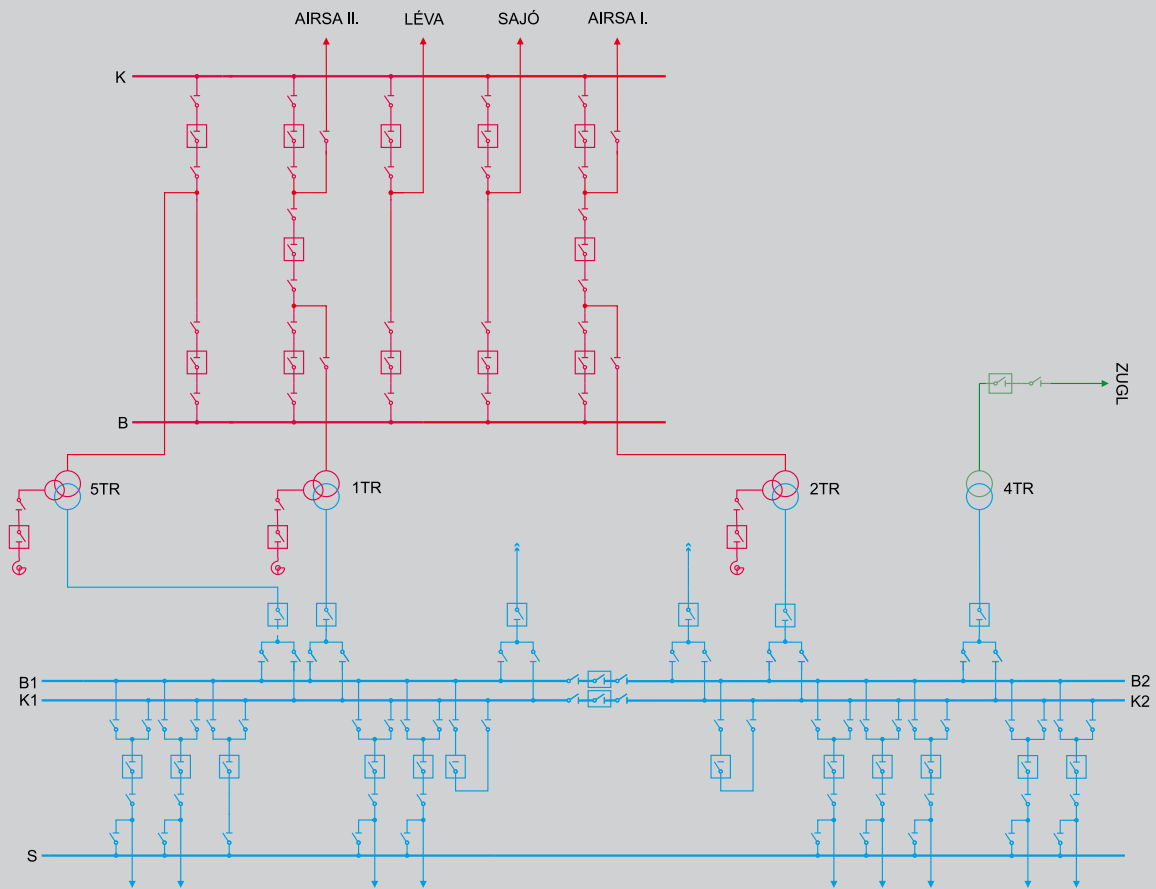 AIRSA II.
LÉVA
SAJÓ
AIRSA I.
K
B
ZUGL
5TR
1TR
2TR
4TR
B1
B2
K1
K2
S